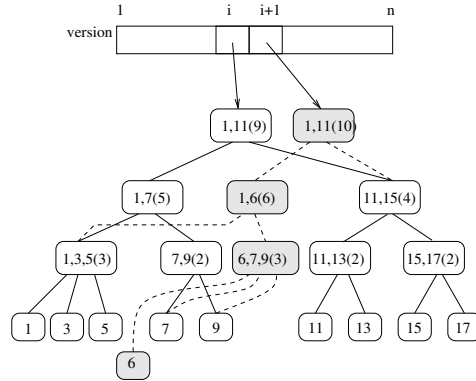 1 i i+1 n
version
1,11(9) 1,11(10)
1,7(5) 1,6(6) 11,15(4)
1,3,5(3) 7,9(2) 6,7,9(3) 11,13(2) 15,17(2)
1 3 5 7 9 11 13 15 17
6